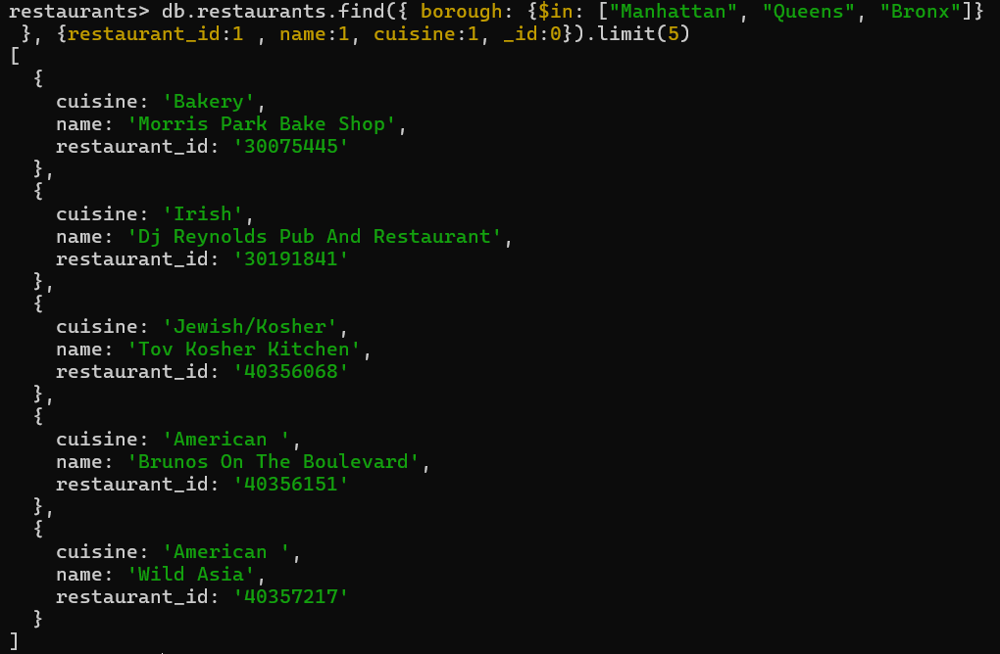 restaurants> db.restaurants.find({ borough: {$in: ["Manhattan", "Queens", "Bronx"]}
 }, {restaurant_id:1 , name:1, cuisine:1, _id:0}).limit(5)
[
  {
    cuisine: 'Bakery',
    name: 'Morris Park Bake Shop',
    restaurant_id: '30075445'
  },
  {
    cuisine: 'Irish',
    name: 'Dj Reynolds Pub And Restaurant',
    restaurant_id: '30191841'
  },
  {
    cuisine: 'Jewish/Kosher',
    name: 'Tov Kosher Kitchen',
    restaurant_id: '40356068'
  },
  {
    cuisine: 'American ',
    name: 'Brunos On The Boulevard',
    restaurant_id: '40356151'
  },
  {
    cuisine: 'American ',
    name: 'Wild Asia',
    restaurant_id: '40357217'
  }
]